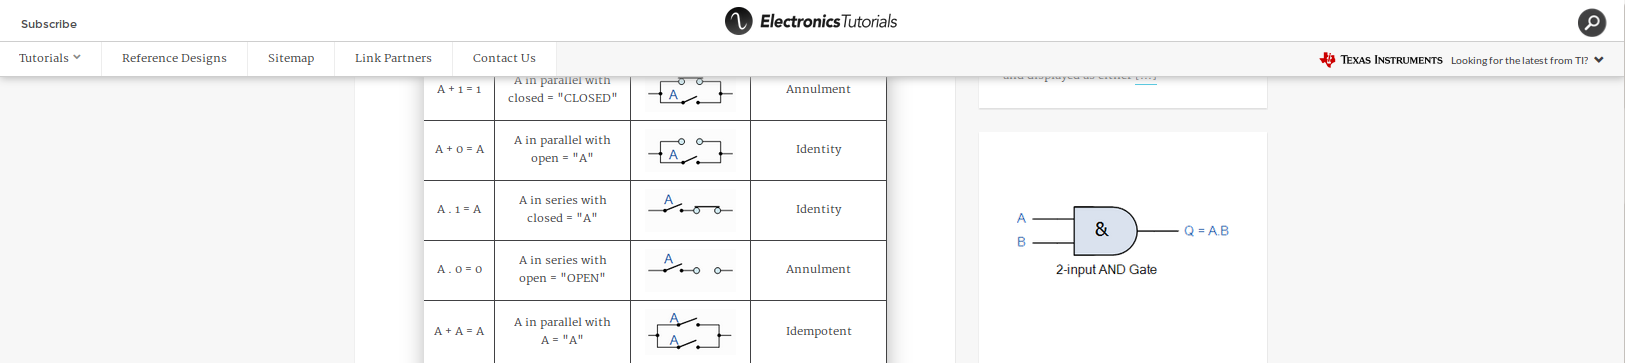 Subscribe
ElectronicsTutorials
Tutorials
Reference Designs
Sitemap
Link Partners
Contact Us
TEXAS INSTRUMENTS
Looking for the latest from TI?
A + 1 = 1
A in parallel with
closed = "CLOSED"
A
Annulment
A + 0 = A
A in parallel with
open = "A"
A
Identity
A . 1 = A
A in series with
closed = "A"
A
Identity
A . 0 = 0
A in series with
open = "OPEN"
A
Annulment
A + A = A
A in parallel with
A = "A"
A
A
Idempotent
and displayed as either [...]
A
B
&
Q = A.B
2-input AND Gate